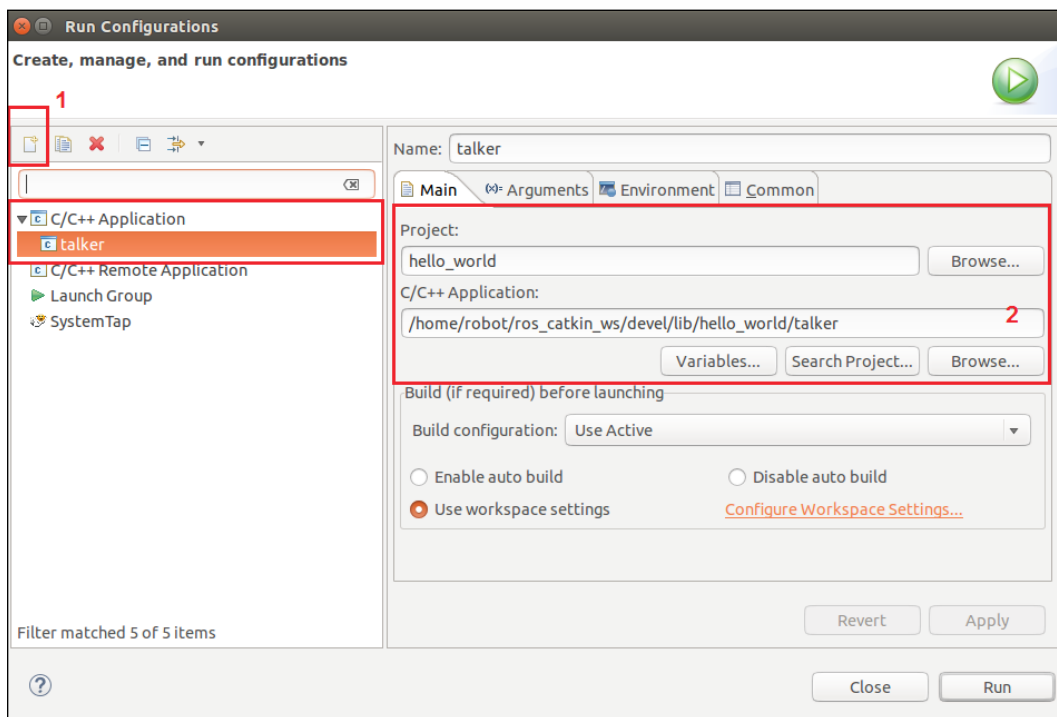 Run Configurations
Create, manage, and run configurations
1
C/C++ Application
talker
C/C++ Remote Application
Launch Group
SystemTap
Filter matched 5 of 5 items
Name: talker
Main (x)= Arguments Environment Common
Project:
hello_world Browse...
C/C++ Application:
/home/robot/ros_catkin_ws/devel/lib/hello_world/talker 2
Variables... Search Project... Browse...
Build (if required) before launching
Build configuration: Use Active
Enable auto build Disable auto build
Use workspace settings Configure Workspace Settings...
Revert Apply
? Close Run